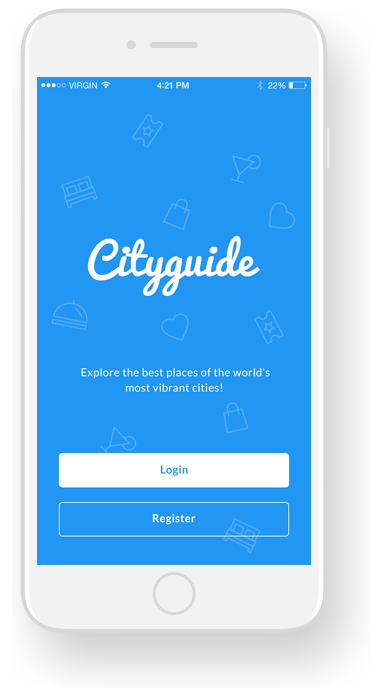 VIRGIN 4:21 PM 22%
Cityguide
Explore the best places of the world's
most vibrant cities!
Login
Register